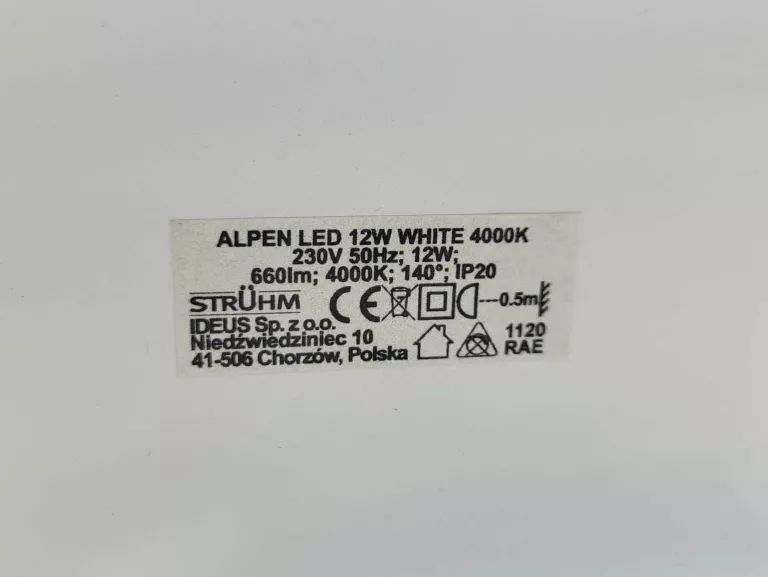 ALPEN LED 12W WHITE 4000K
230V 50Hz; 12W;
660lm; 4000K; 140°; IP20
STRÜHM CE ---0.5m
IDEUS Sp. z o.o.
Niedźwiedziniec 10
41-506 Chorzów, Polska
1120
RAE